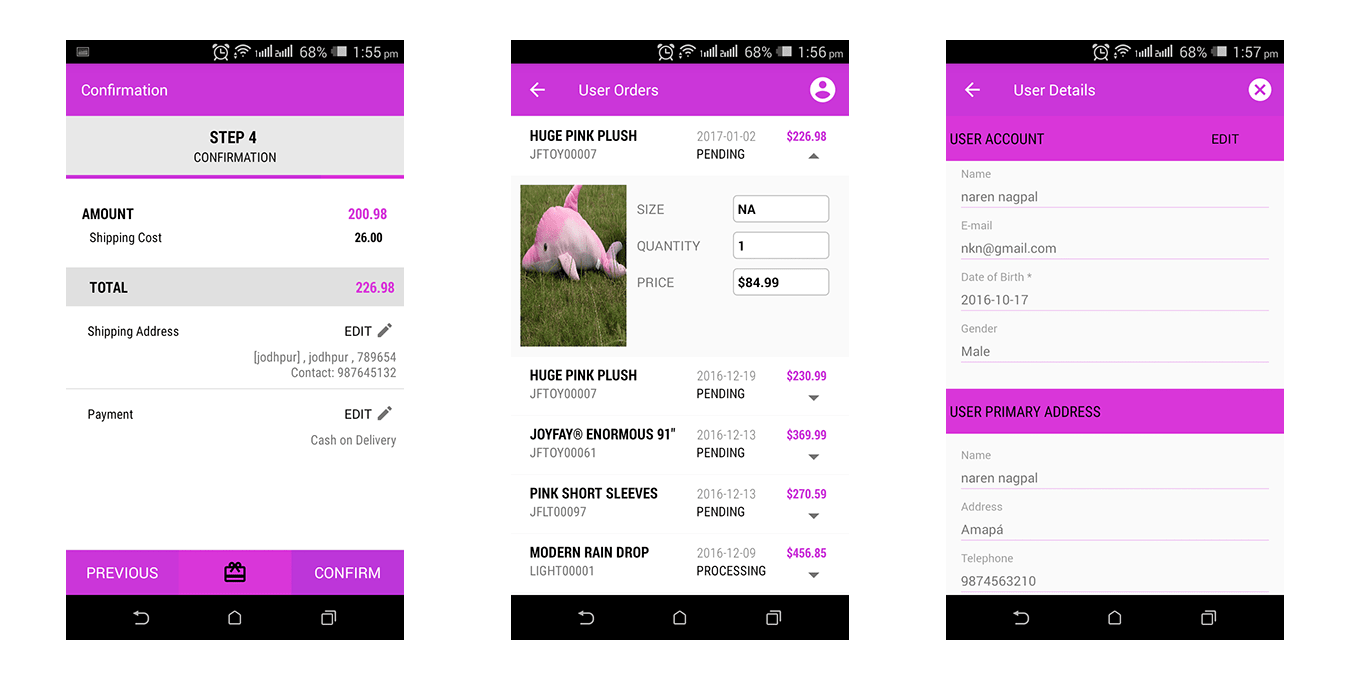 68% 1:55 pm
Confirmation
STEP 4
CONFIRMATION
AMOUNT 200.98
Shipping Cost 26.00
TOTAL 226.98
Shipping Address EDIT
[jodhpur] , jodhpur , 789654
Contact: 987645132
Payment EDIT
Cash on Delivery
PREVIOUS CONFIRM
68% 1:56 pm
User Orders
HUGE PINK PLUSH 2017-01-02 $226.98
JFTOY00007 PENDING
SIZE NA
QUANTITY 1
PRICE $84.99
HUGE PINK PLUSH 2016-12-19 $230.99
JFTOY00007 PENDING
JOYFAY® ENORMOUS 91" 2016-12-13 $369.99
JFTOY00061 PENDING
PINK SHORT SLEEVES 2016-12-13 $270.59
JFLT00097 PENDING
MODERN RAIN DROP 2016-12-09 $456.85
LIGHT00001 PROCESSING
68% 1:57 pm
User Details
USER ACCOUNT EDIT
Name
naren nagpal
E-mail
nkn@gmail.com
Date of Birth *
2016-10-17
Gender
Male
USER PRIMARY ADDRESS
Name
naren nagpal
Address
Amapá
Telephone
9874563210